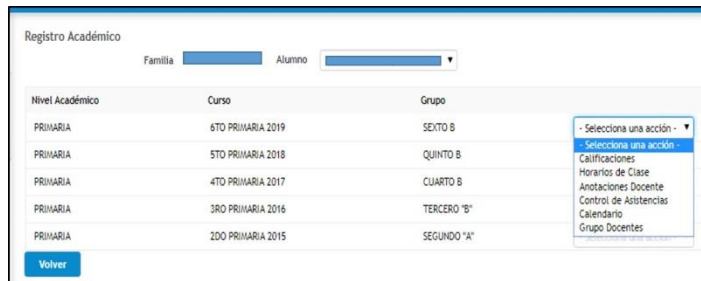 Registro Académico
Familia Alumno
Nivel Académico Curso Grupo
PRIMARIA 6TO PRIMARIA 2019 SEXTO B - Selecciona una acción -
- Selecciona una acción -
PRIMARIA 5TO PRIMARIA 2018 QUINTO B Calificaciones
Horarios de Clase
PRIMARIA 4TO PRIMARIA 2017 CUARTO B Anotaciones Docente
Control de Asistencias
PRIMARIA 3RO PRIMARIA 2016 TERCERO "B" Calendario
Grupo Docentes
PRIMARIA 2DO PRIMARIA 2015 SEGUNDO "A"
Volver